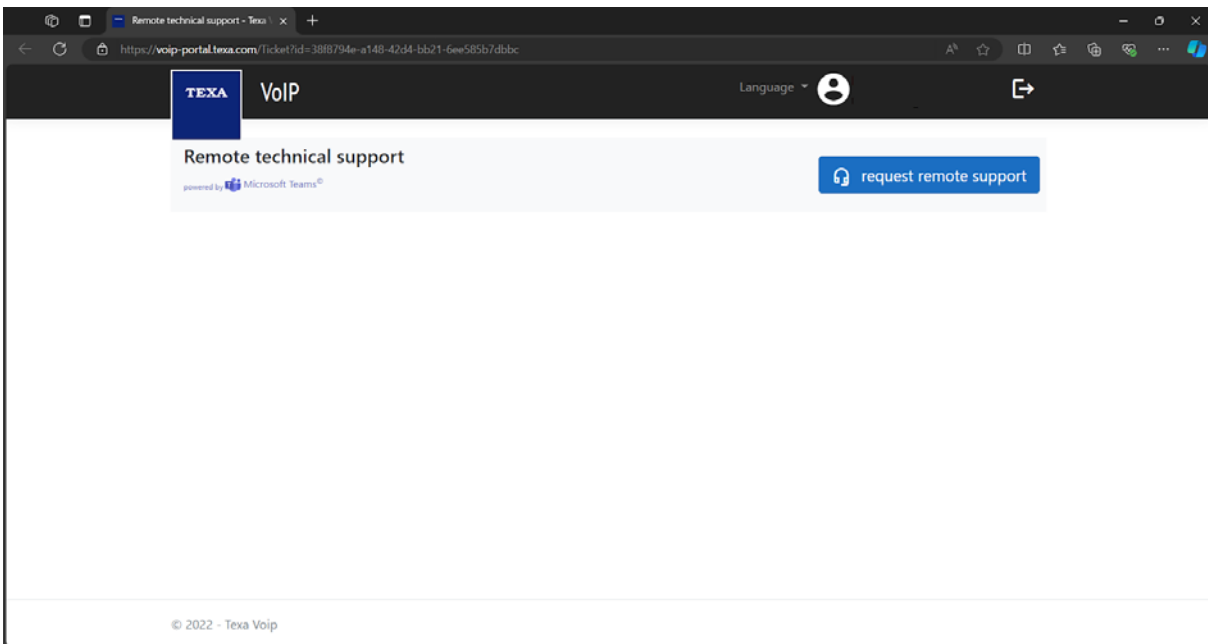 Remote technical support - Texa \
https://voip-portal.texa.com/Ticket?id=38f8794e-a148-42d4-bb21-6ee585b7dbbc
TEXA VoIP Language
Remote technical support
powered by Microsoft Teams©
request remote support
© 2022 - Texa Voip